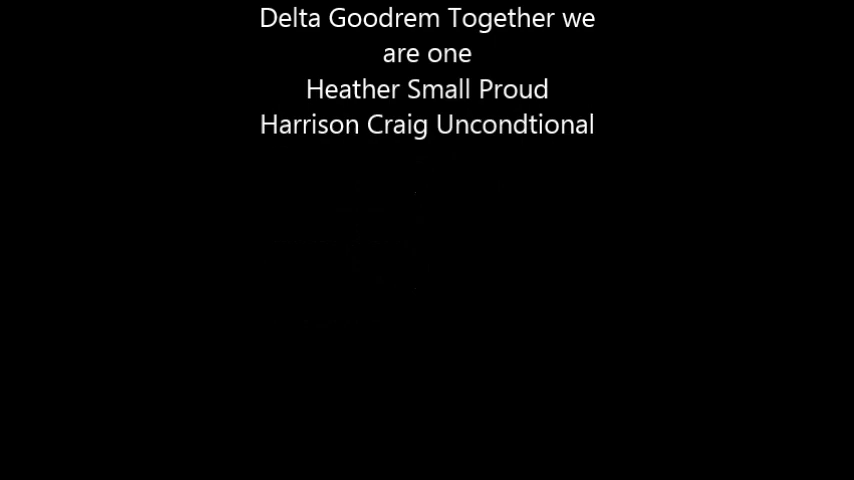 Delta Goodrem Together we
are one
Heather Small Proud
Harrison Craig Uncondtional